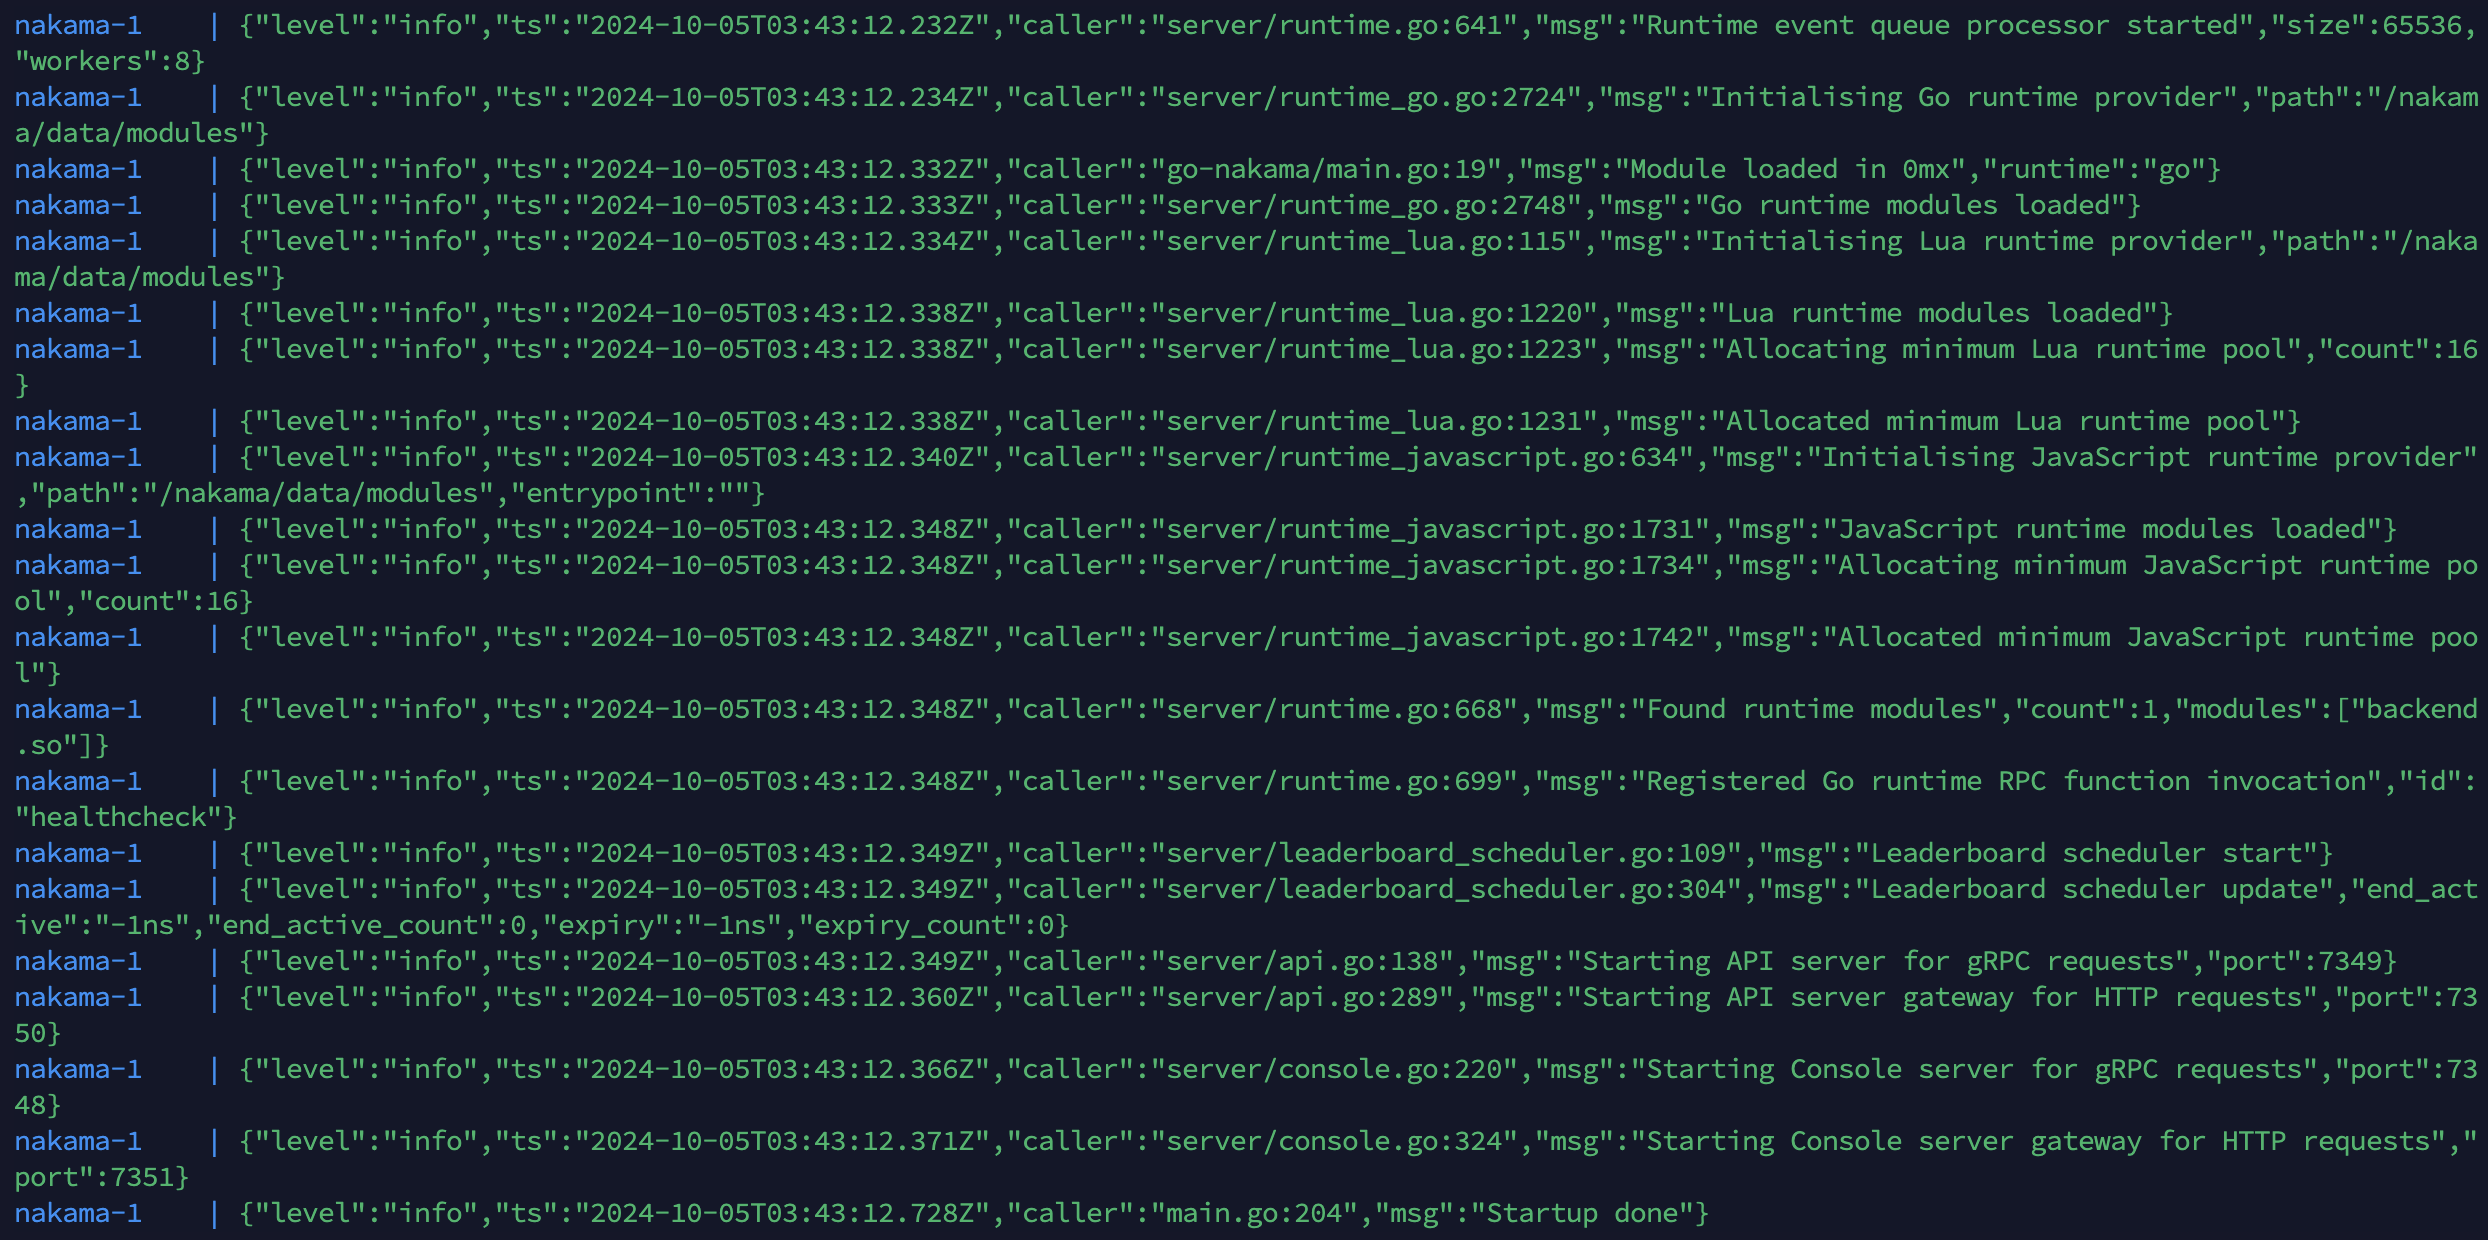 nakama-1    | {"level":"info","ts":"2024-10-05T03:43:12.232Z","caller":"server/runtime.go:641","msg":"Runtime event queue processor started","size":65536,
"workers":8}
nakama-1    | {"level":"info","ts":"2024-10-05T03:43:12.234Z","caller":"server/runtime_go.go:2724","msg":"Initialising Go runtime provider","path":"/nakam
a/data/modules"}
nakama-1    | {"level":"info","ts":"2024-10-05T03:43:12.332Z","caller":"go-nakama/main.go:19","msg":"Module loaded in 0mx","runtime":"go"}
nakama-1    | {"level":"info","ts":"2024-10-05T03:43:12.333Z","caller":"server/runtime_go.go:2748","msg":"Go runtime modules loaded"}
nakama-1    | {"level":"info","ts":"2024-10-05T03:43:12.334Z","caller":"server/runtime_lua.go:115","msg":"Initialising Lua runtime provider","path":"/naka
ma/data/modules"}
nakama-1    | {"level":"info","ts":"2024-10-05T03:43:12.338Z","caller":"server/runtime_lua.go:1220","msg":"Lua runtime modules loaded"}
nakama-1    | {"level":"info","ts":"2024-10-05T03:43:12.338Z","caller":"server/runtime_lua.go:1223","msg":"Allocating minimum Lua runtime pool","count":16
}
nakama-1    | {"level":"info","ts":"2024-10-05T03:43:12.338Z","caller":"server/runtime_lua.go:1231","msg":"Allocated minimum Lua runtime pool"}
nakama-1    | {"level":"info","ts":"2024-10-05T03:43:12.340Z","caller":"server/runtime_javascript.go:634","msg":"Initialising JavaScript runtime provider"
,"path":"/nakama/data/modules","entrypoint":""}
nakama-1    | {"level":"info","ts":"2024-10-05T03:43:12.348Z","caller":"server/runtime_javascript.go:1731","msg":"JavaScript runtime modules loaded"}
nakama-1    | {"level":"info","ts":"2024-10-05T03:43:12.348Z","caller":"server/runtime_javascript.go:1734","msg":"Allocating minimum JavaScript runtime po
ol","count":16}
nakama-1    | {"level":"info","ts":"2024-10-05T03:43:12.348Z","caller":"server/runtime_javascript.go:1742","msg":"Allocated minimum JavaScript runtime poo
l"}
nakama-1    | {"level":"info","ts":"2024-10-05T03:43:12.348Z","caller":"server/runtime.go:668","msg":"Found runtime modules","count":1,"modules":["backend
.so"]}
nakama-1    | {"level":"info","ts":"2024-10-05T03:43:12.348Z","caller":"server/runtime.go:699","msg":"Registered Go runtime RPC function invocation","id":
"healthcheck"}
nakama-1    | {"level":"info","ts":"2024-10-05T03:43:12.349Z","caller":"server/leaderboard_scheduler.go:109","msg":"Leaderboard scheduler start"}
nakama-1    | {"level":"info","ts":"2024-10-05T03:43:12.349Z","caller":"server/leaderboard_scheduler.go:304","msg":"Leaderboard scheduler update","end_act
ive":"-1ns","end_active_count":0,"expiry":"-1ns","expiry_count":0}
nakama-1    | {"level":"info","ts":"2024-10-05T03:43:12.349Z","caller":"server/api.go:138","msg":"Starting API server for gRPC requests","port":7349}
nakama-1    | {"level":"info","ts":"2024-10-05T03:43:12.360Z","caller":"server/api.go:289","msg":"Starting API server gateway for HTTP requests","port":73
50}
nakama-1    | {"level":"info","ts":"2024-10-05T03:43:12.366Z","caller":"server/console.go:220","msg":"Starting Console server for gRPC requests","port":73
48}
nakama-1    | {"level":"info","ts":"2024-10-05T03:43:12.371Z","caller":"server/console.go:324","msg":"Starting Console server gateway for HTTP requests","
port":7351}
nakama-1    | {"level":"info","ts":"2024-10-05T03:43:12.728Z","caller":"main.go:204","msg":"Startup done"}